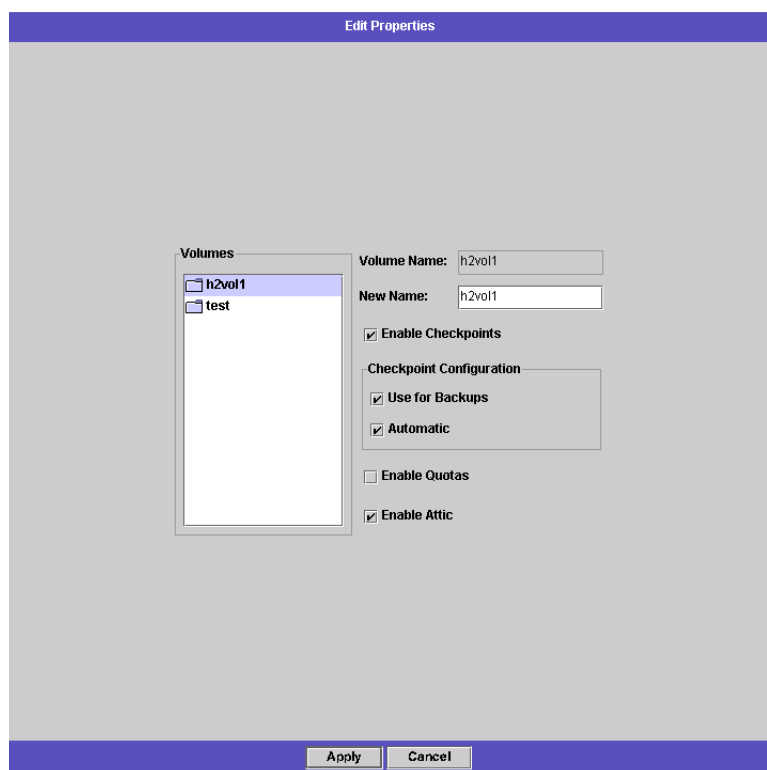 Edit Properties
Volumes
h2vol1
test
Volume Name: h2vol1
New Name: h2vol1
Enable Checkpoints
Checkpoint Configuration
Use for Backups
Automatic
Enable Quotas
Enable Attic
Apply Cancel